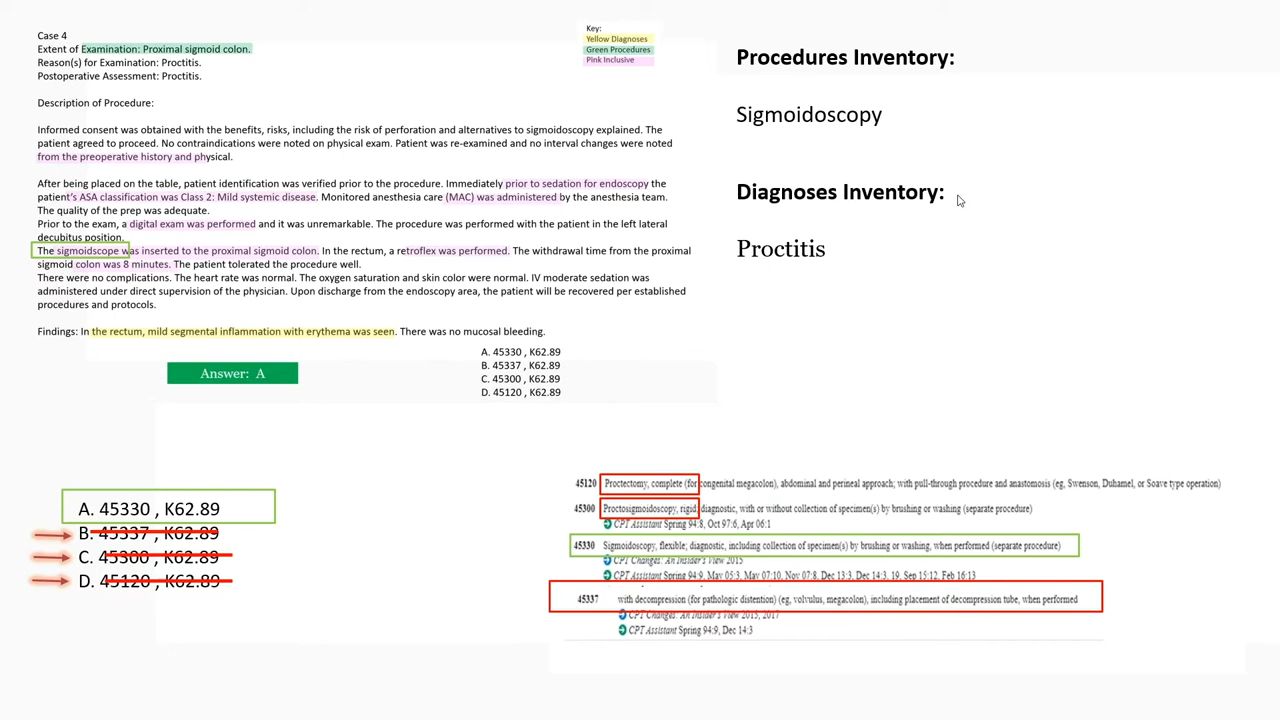 Case 4
Extent of Examination: Proximal sigmoid colon.
Reason(s) for Examination: Proctitis.
Postoperative Assessment: Proctitis.
Description of Procedure:
Informed consent was obtained with the benefits, risks, including the risk of perforation and alternatives to sigmoidoscopy explained. The
patient agreed to proceed. No contraindications were noted on physical exam. Patient was re-examined and no interval changes were noted
from the preoperative history and physical.
After being placed on the table, patient identification was verified prior to the procedure. Immediately prior to sedation for endoscopy the
patient's ASA classification was Class 2: Mild systemic disease. Monitored anesthesia care (MAC) was administered by the anesthesia team.
The quality of the prep was adequate.
Prior to the exam, a digital exam was performed and it was unremarkable. The procedure was performed with the patient in the left lateral
decubitus position.
The sigmoidscope was inserted to the proximal sigmoid colon. In the rectum, a retroflex was performed. The withdrawal time from the proximal
sigmoid colon was 8 minutes. The patient tolerated the procedure well.
There were no complications. The heart rate was normal. The oxygen saturation and skin color were normal. IV moderate sedation was
administered under direct supervision of the physician. Upon discharge from the endoscopy area, the patient will be recovered per established
procedures and protocols.
Findings: In the rectum, mild segmental inflammation with erythema was seen. There was no mucosal bleeding.
A. 45330 , K62.89
B. 45337 , K62.89
C. 45300 , K62.89
D. 45120 , K62.89
Answer: A
Key:
Yellow Diagnoses
Green Procedures
Pink Inclusive
Procedures Inventory:
Sigmoidoscopy
Diagnoses Inventory:
Proctitis
A. 45330 , K62.89
B. 45337 , K62.89
C. 45300 , K62.89
D. 45120 , K62.89
45120 Proctectomy, complete (for congenital megacolon), abdominal and perineal approach; with pull-through procedure and anastomosis (eg, Swenson, Duhamel, or Soave type operation)
45300 Proctosigmoidoscopy, rigid; diagnostic, with or without collection of specimen(s) by brushing or washing (separate procedure)
CPT Assistant Spring 94:8, Oct 97:6, Apr 06:1
45330 Sigmoidoscopy, flexible; diagnostic, including collection of specimen(s) by brushing or washing, when performed (separate procedure)
CPT Changes: An Insider's View 2015
CPT Assistant Spring 94:9, May 05:3, May 07:10, Nov 07:8, Dec 13:3, Dec 14:3, 19, Sep 15:12, Feb 16:13
45337 with decompression (for pathologic distention) (eg, volvulus, megacolon), including placement of decompression tube, when performed
CPT Changes: An Insider's View 2015, 2017
CPT Assistant Spring 94:9, Dec 14:3